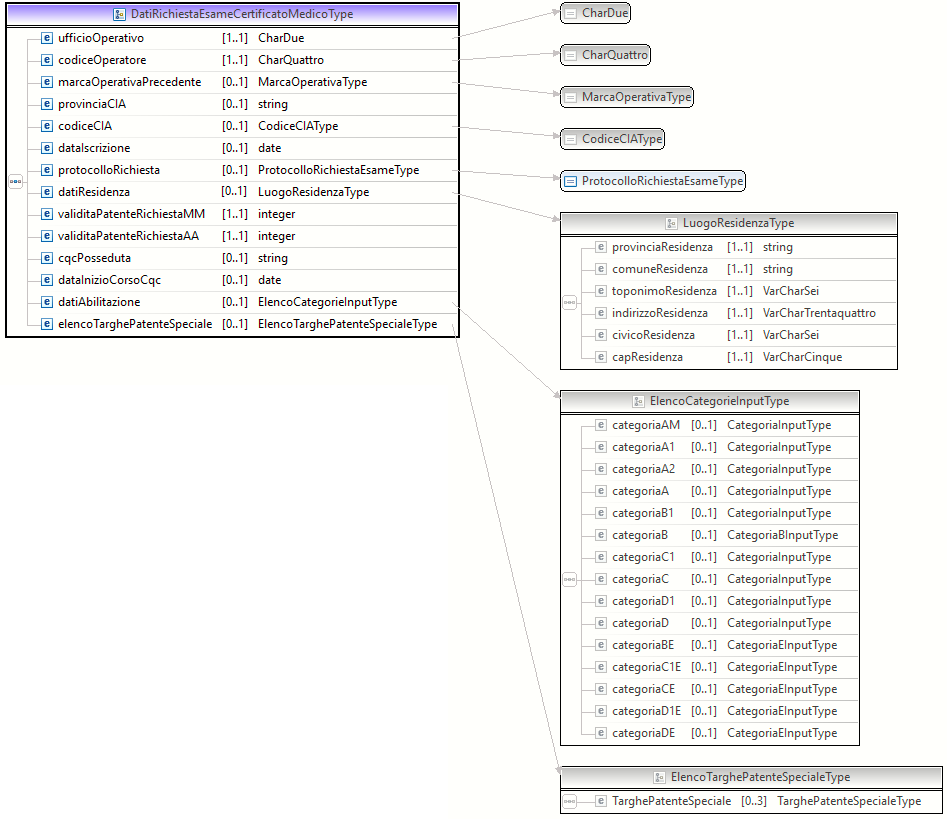 DatiRichiestaEsameCertificatoMedicoType
e ufficioOperativo [1..1] CharDue
e codiceOperatore [1..1] CharQuattro
e marcaOperativaPrecedente [0..1] MarcaOperativaType
e provinciaCIA [0..1] string
e codiceCIA [0..1] CodiceCIAType
e dataIscrizione [0..1] date
e protocolloRichiesta [0..1] ProtocolloRichiestaEsameType
e datiResidenza [0..1] LuogoResidenzaType
e validitaPatenteRichiestaMM [1..1] integer
e validitaPatenteRichiestaAA [1..1] integer
e cqcPosseduta [0..1] string
e dataInizioCorsoCqc [0..1] date
e datiAbilitazione [0..1] ElencoCategorieInputType
e elencoTarghePatenteSpeciale [0..1] ElencoTarghePatenteSpecialeType
CharDue
CharQuattro
MarcaOperativaType
CodiceCIAType
ProtocolloRichiestaEsameType
LuogoResidenzaType
e provinciaResidenza [1..1] string
e comuneResidenza [1..1] string
e toponimoResidenza [1..1] VarCharSei
e indirizzoResidenza [1..1] VarCharTrentaquattro
e civicoResidenza [1..1] VarCharSei
e capResidenza [1..1] VarCharCinque
ElencoCategorieInputType
e categoriaAM [0..1] CategoriaInputType
e categoriaA1 [0..1] CategoriaInputType
e categoriaA2 [0..1] CategoriaInputType
e categoriaA [0..1] CategoriaInputType
e categoriaB1 [0..1] CategoriaInputType
e categoriaB [0..1] CategoriaBInputType
e categoriaC1 [0..1] CategoriaInputType
e categoriaC [0..1] CategoriaInputType
e categoriaD1 [0..1] CategoriaInputType
e categoriaD [0..1] CategoriaInputType
e categoriaBE [0..1] CategoriaEInputType
e categoriaC1E [0..1] CategoriaEInputType
e categoriaCE [0..1] CategoriaEInputType
e categoriaD1E [0..1] CategoriaEInputType
e categoriaDE [0..1] CategoriaEInputType
ElencoTarghePatenteSpecialeType
e TarghePatenteSpeciale [0..3] TarghePatenteSpecialeType